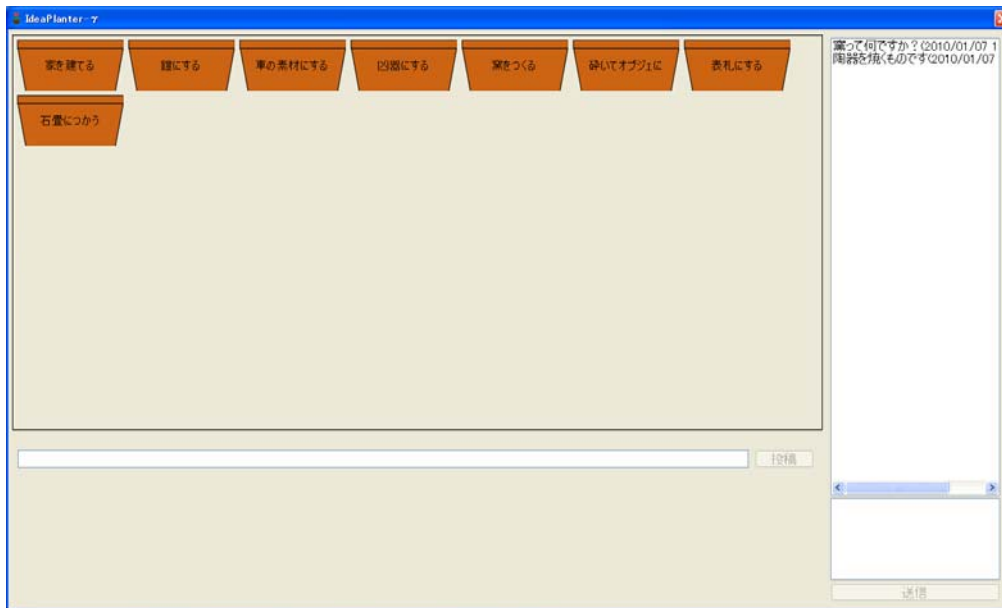 IdeaPlanter-γ
家を建てる
鎧にする
車の素材にする
凶器にする
窯をつくる
砕いてオブジェに
表札にする
石畳につかう
投稿
窯って何ですか？(2010/01/07 1
陶器を焼くものです(2010/01/07
送信